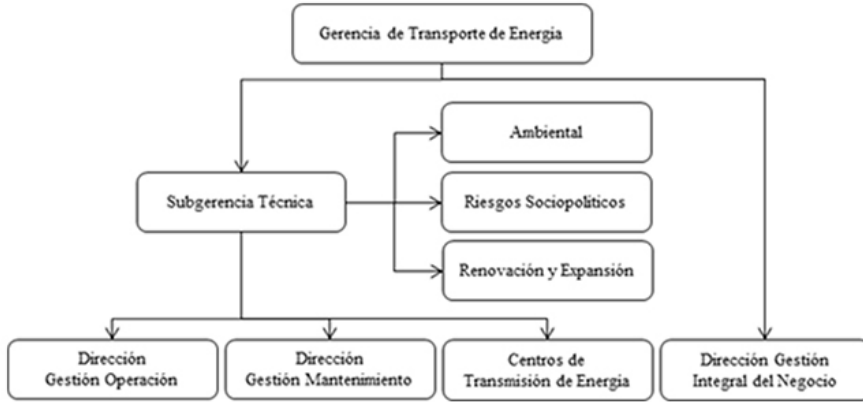 Gerencia de Transporte de Energía
Ambiental
Subgerencia Técnica
Riesgos Sociopolíticos
Renovación y Expansión
Dirección
Gestión Operación
Dirección
Gestión Mantenimiento
Centros de
Transmisión de Energía
Dirección Gestión
Integral del Negocio